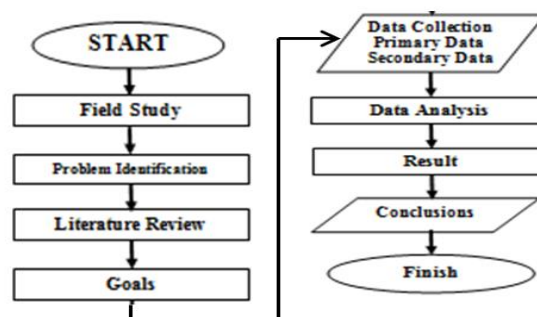 START
Field Study
Problem Identification
Literature Review
Goals
Data Collection
Primary Data
Secondary Data
Data Analysis
Result
Conclusions
Finish